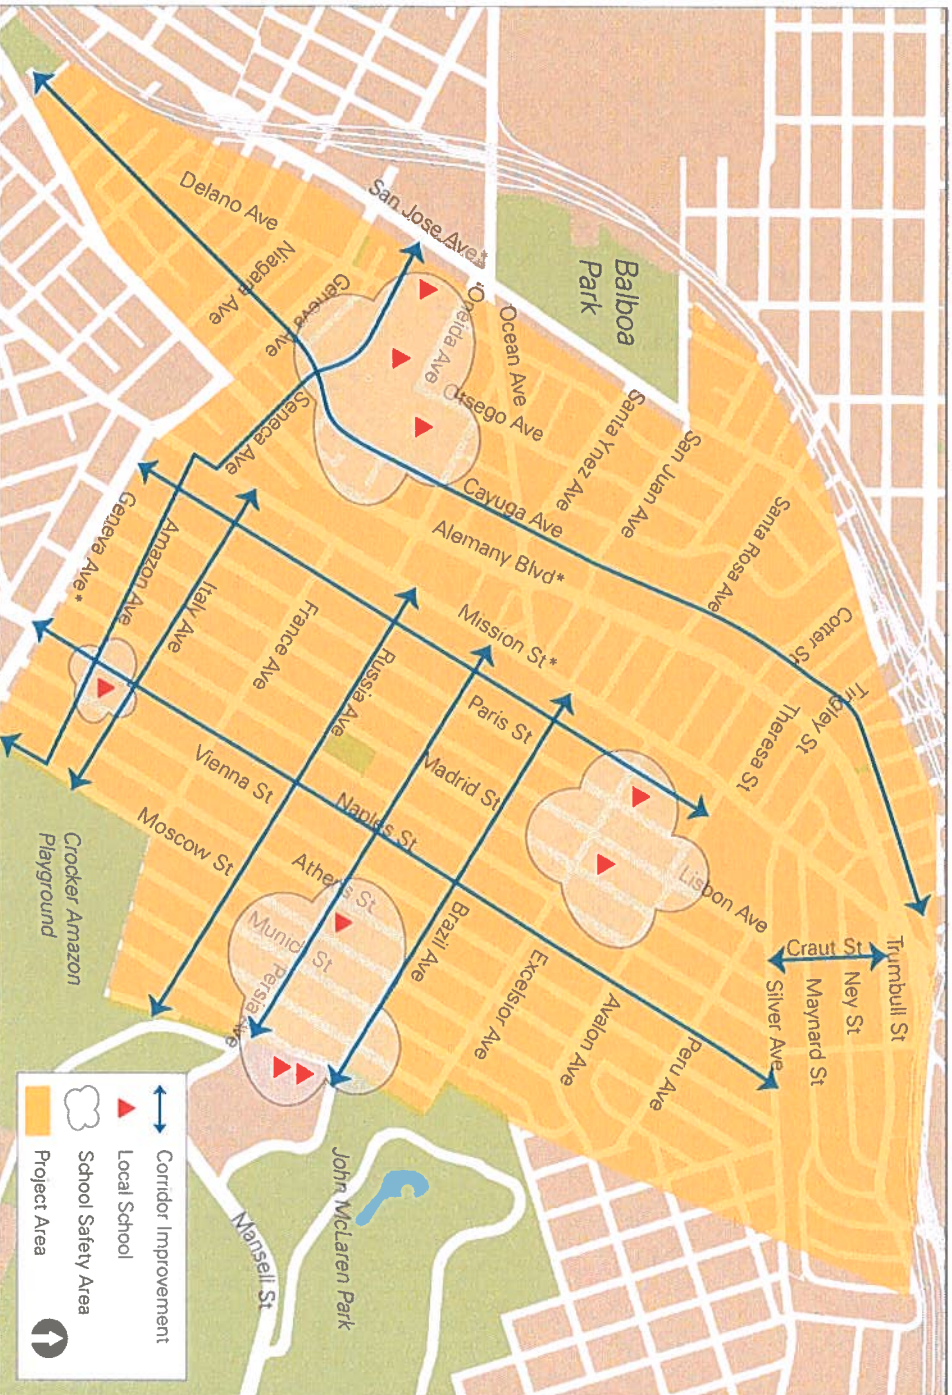 Balboa
Park
San Jose Ave*
Delano Ave
Niagara Ave
Geneva Ave
Oneida Ave
Ocean Ave
Otsego Ave
Seneca Ave
Santa Ynez Ave
San Juan Ave
Santa Rosa Ave
Cotter St
Tingley St
Theresa St
Cayuga Ave
Alemany Blvd*
Mission St*
Geneva Ave*
Amazon Ave
Italy Ave
France Ave
Russia Ave
Paris St
Madrid St
Lisbon Ave
Vienna St
Naples St
Moscow St
Athens St
Munich St
Persia Ave
Brazil Ave
Excelsior Ave
Avalon Ave
Peru Ave
Silver Ave
Maynard St
Ney St
Craut St
Trumbull St
Crocker Amazon
Playground
John McLaren Park
Mansell St
Corridor Improvement
Local School
School Safety Area
Project Area